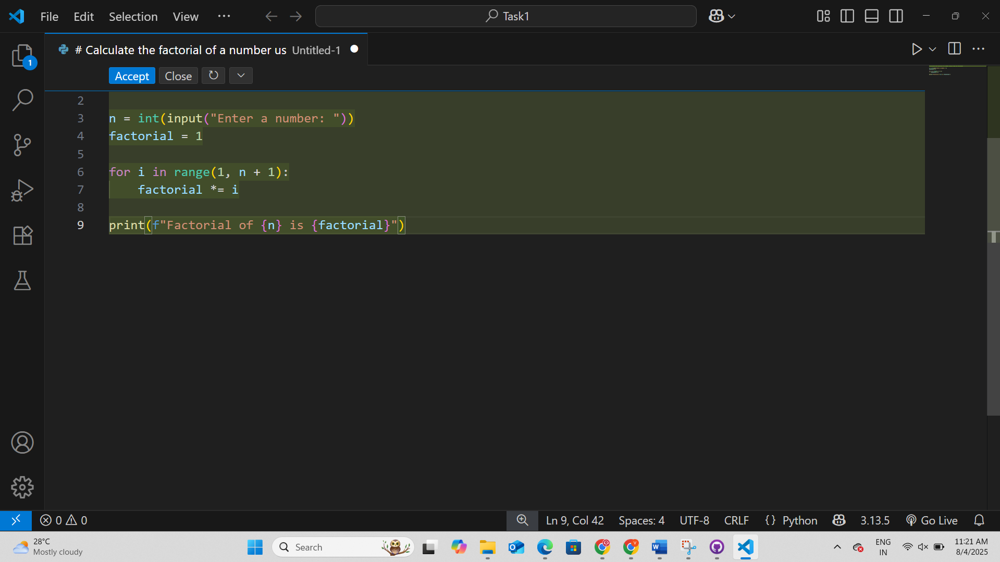 File Edit Selection View ··· Task1
# Calculate the factorial of a number us Untitled-1
1
Accept Close
2
3 n = int(input("Enter a number: "))
4 factorial = 1
5
6 for i in range(1, n + 1):
7     factorial *= i
8
9 print(f"Factorial of {n} is {factorial}")
0 0 Ln 9, Col 42 Spaces: 4 UTF-8 CRLF {} Python 3.13.5 Go Live
28°C
Mostly cloudy
Search
ENG
IN
11:21 AM
8/4/2025